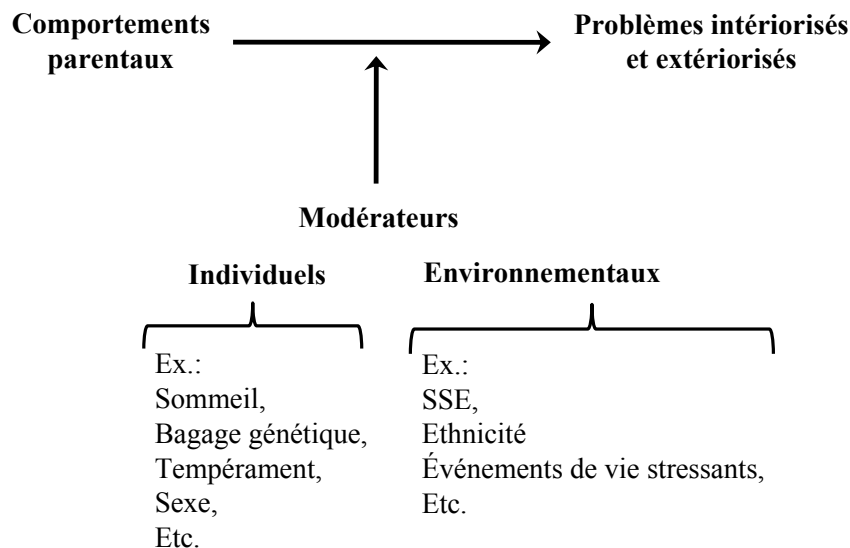 Comportements
parentaux
Problèmes intériorisés
et extériorisés
Modérateurs
Individuels
Environnementaux
Ex.:
Sommeil,
Bagage génétique,
Tempérament,
Sexe,
Etc.
Ex.:
SSE,
Ethnicité
Événements de vie stressants,
Etc.